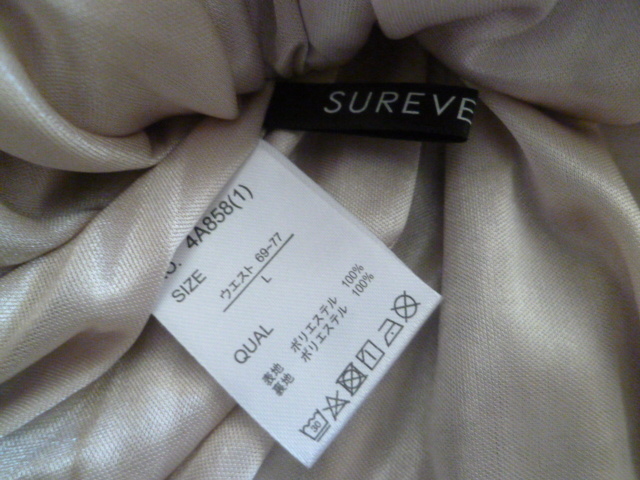 SUREVE
4A858(1)
SIZE
ウエスト 69~77
L
QUAL
表地 ポリエステル 100%
裏地 ポリエステル 100%
30